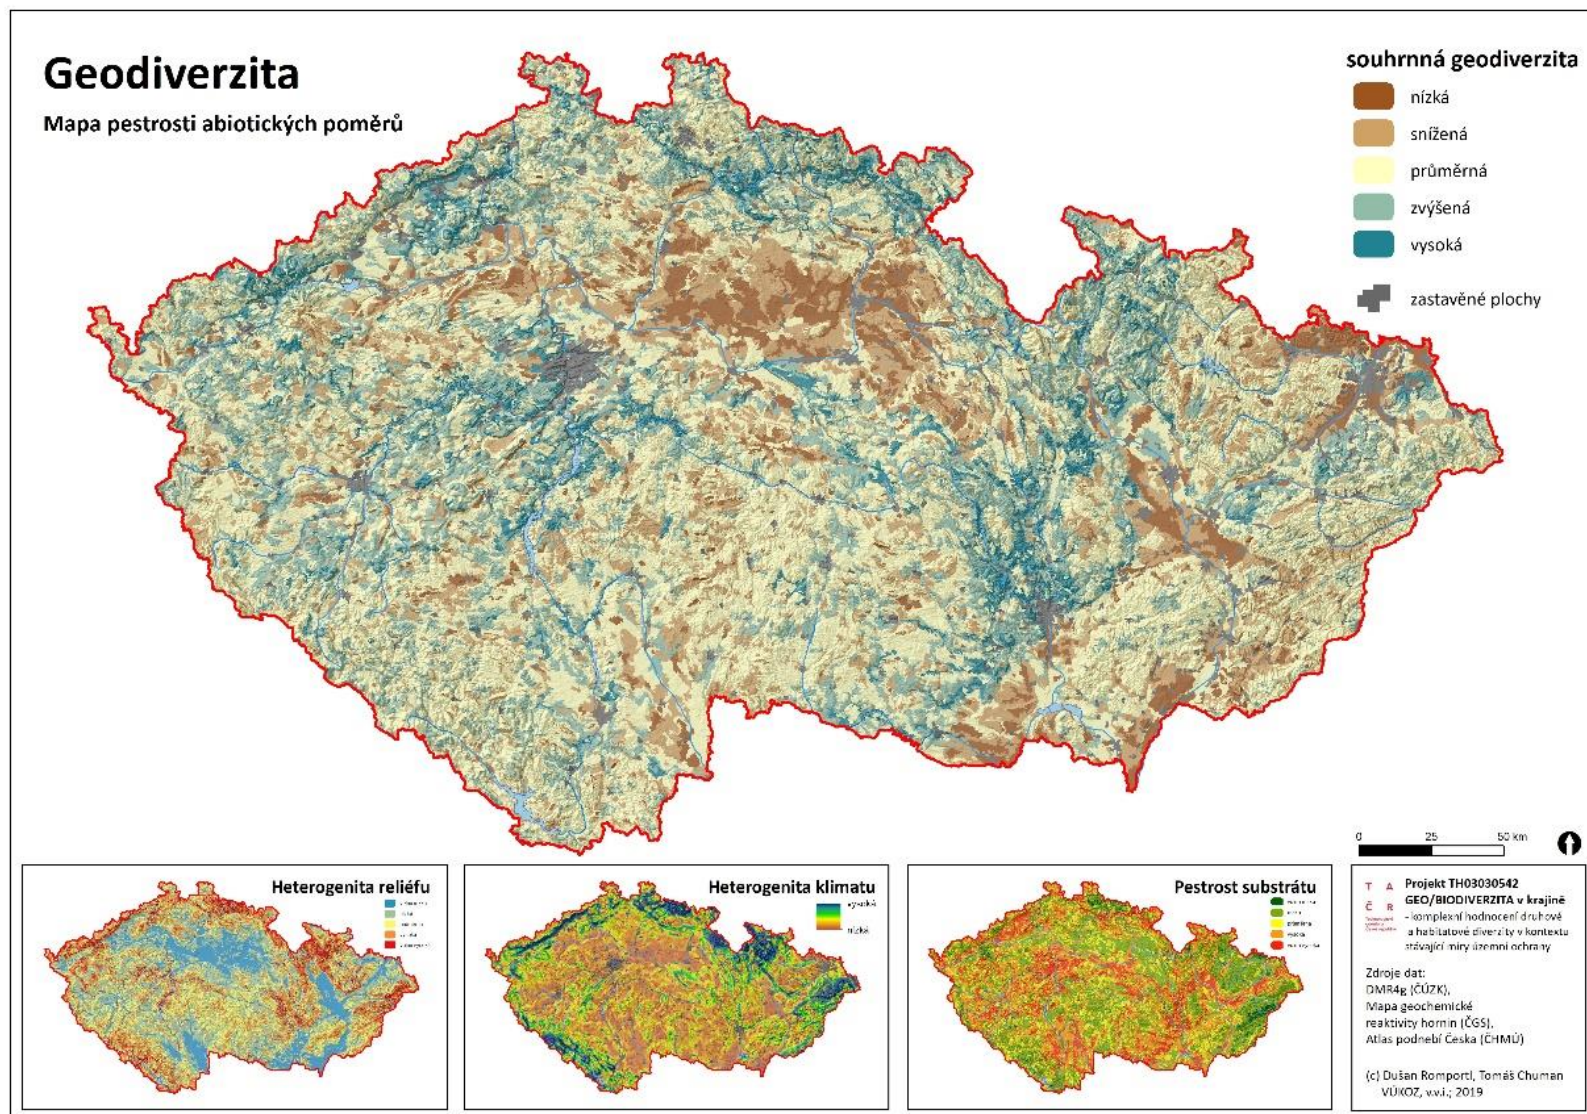 Geodiverzita
Mapa pestrosti abiotických poměrů
souhrnná geodiverzita
nízká
snížená
průměrná
zvýšená
vysoká
zastavěné plochy
0 25 50 km
Heterogenita reliéfu
Heterogenita klimatu
vysoká
nízká
Pestrost substrátu
T A
Č R
Projekt TH03030542
GEO/BIODIVERZITA v krajině
- komplexní hodnocení druhové
a habitatové diverzity v kontextu
stávající míry územní ochrany
Zdroje dat:
DMR4g (ČÚZK),
Mapa geochemické
reaktivity hornin (ČGS),
Atlas podnebí Česka (ČHMÚ)
(c) Dušan Romportl, Tomáš Chuman
VÚKOZ, v.v.i.; 2019